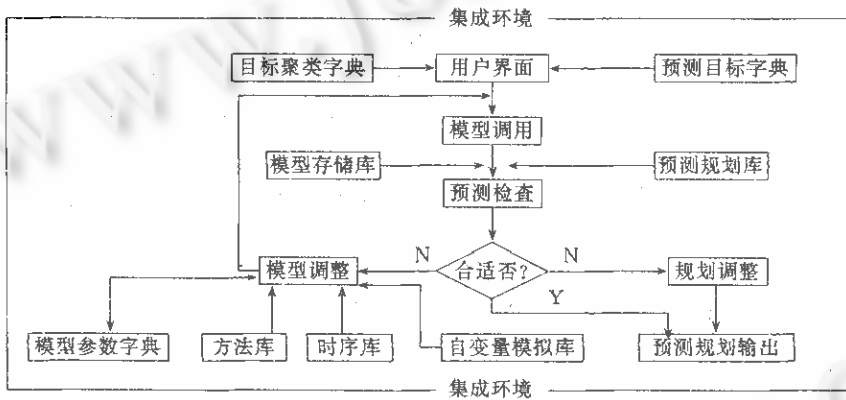 集成环境
目标聚类字典
用户界面
预测目标字典
模型调用
模型存储库
预测规划库
预测检查
N
合适否?
N
模型调整
规划调整
Y
模型参数字典
方法库
时序库
自变量模拟库
预测规划输出
集成环境